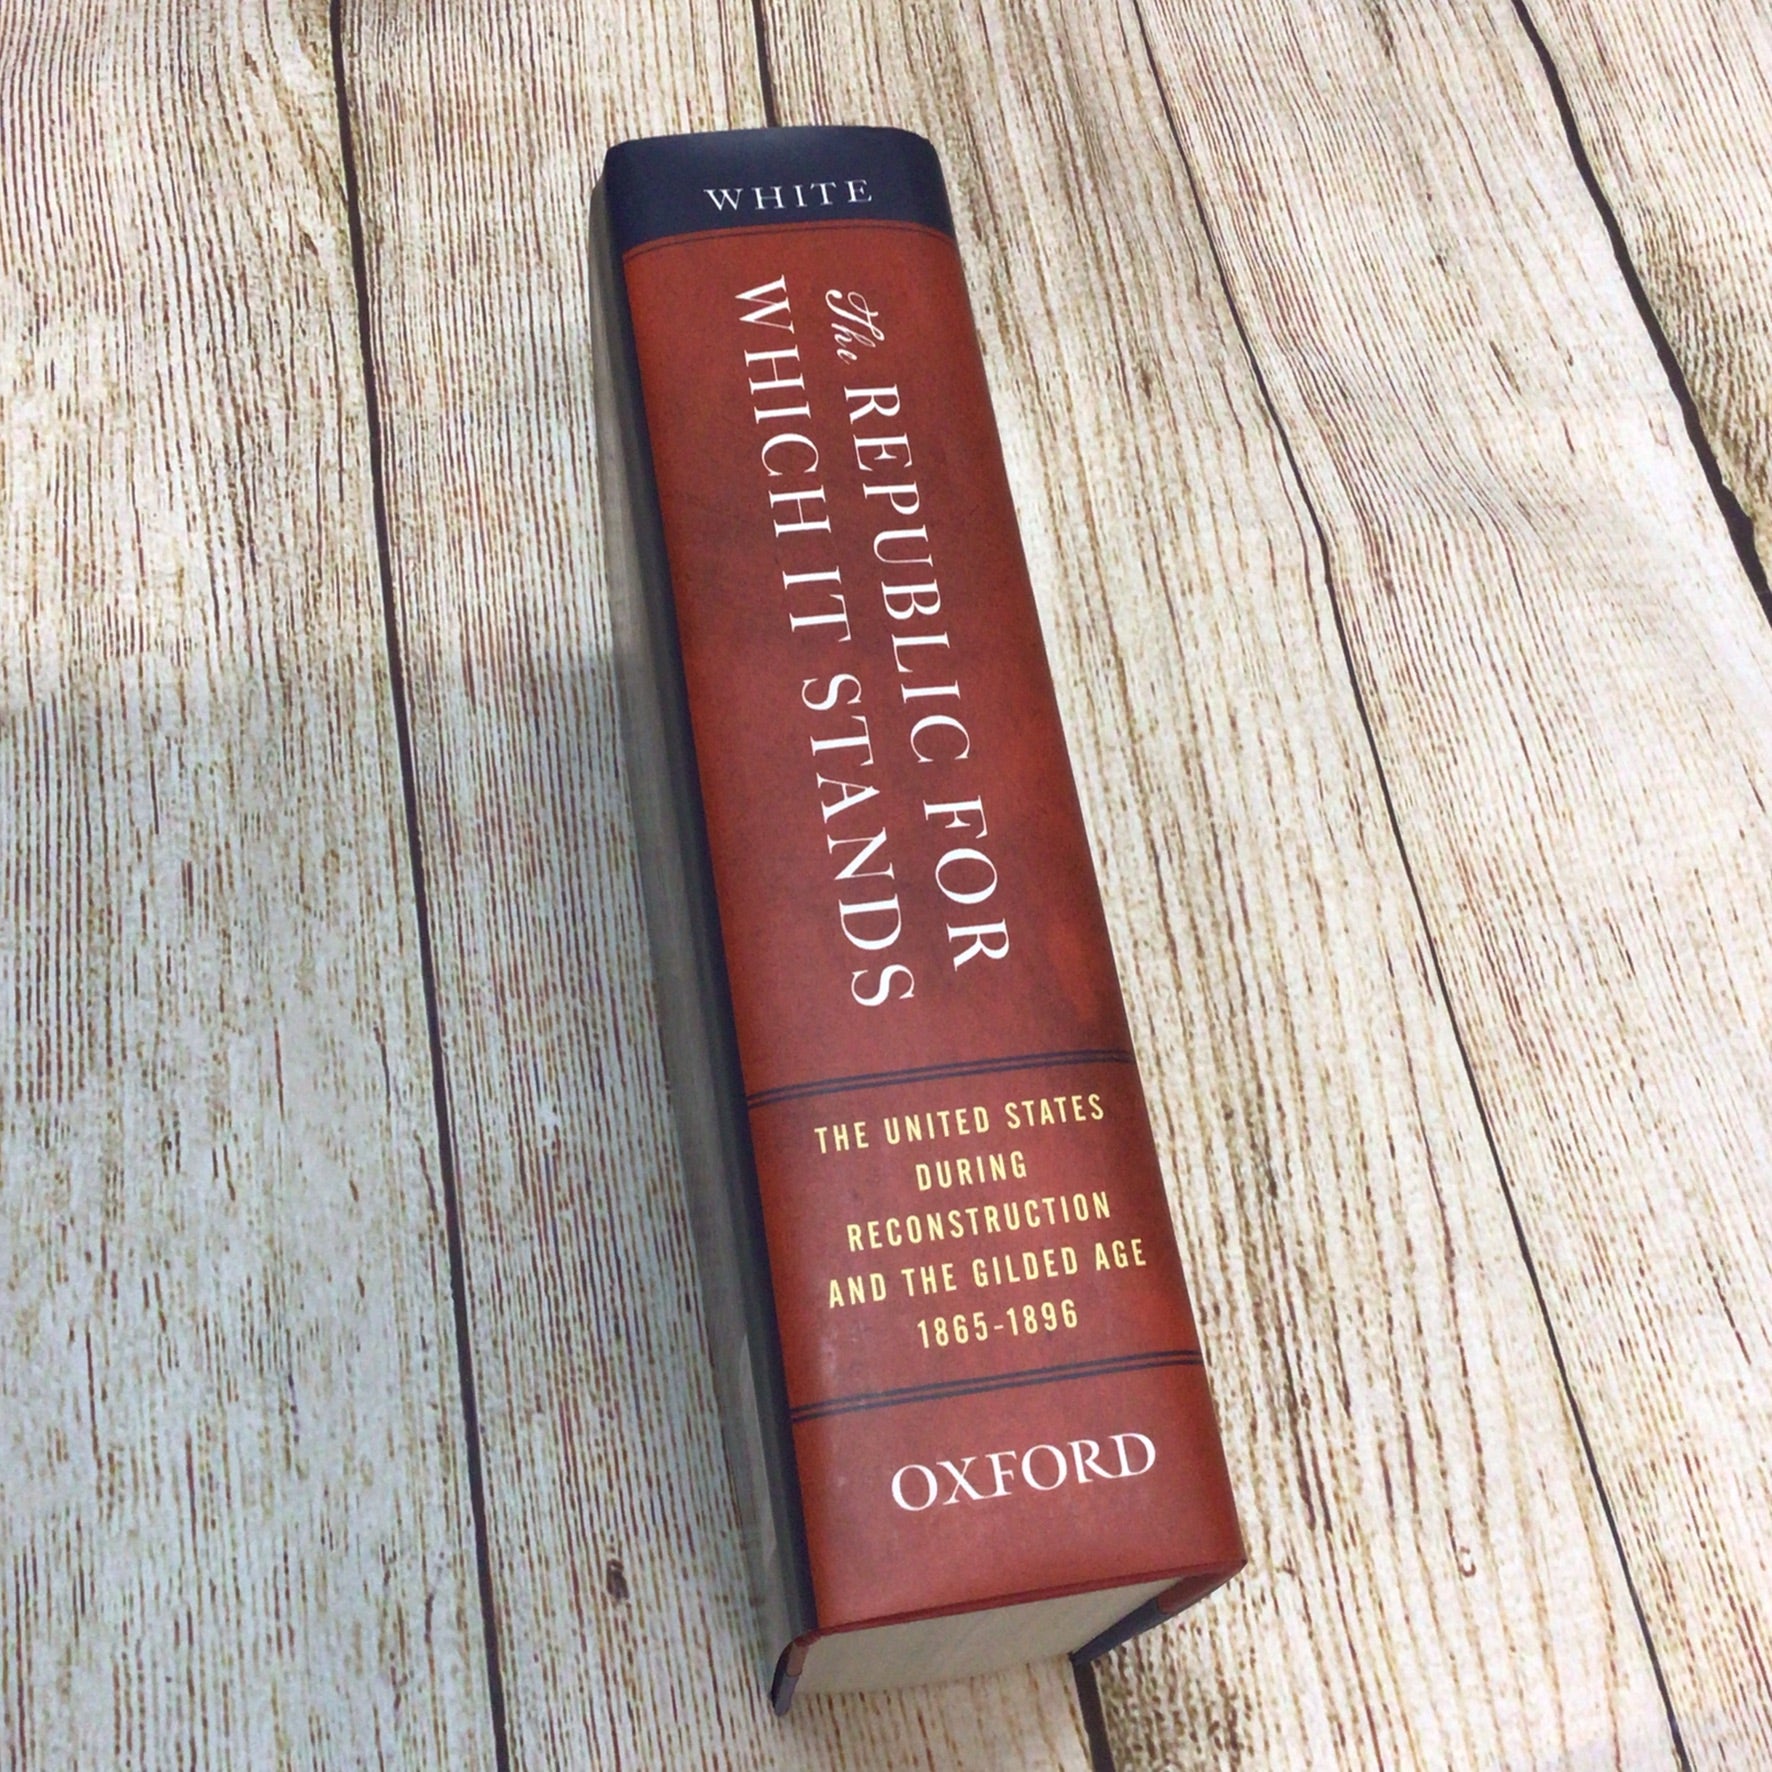 WHITE
The REPUBLIC FOR
WHICH IT STANDS
THE UNITED STATES
DURING
RECONSTRUCTION
AND THE GILDED AGE
1865-1896
OXFORD